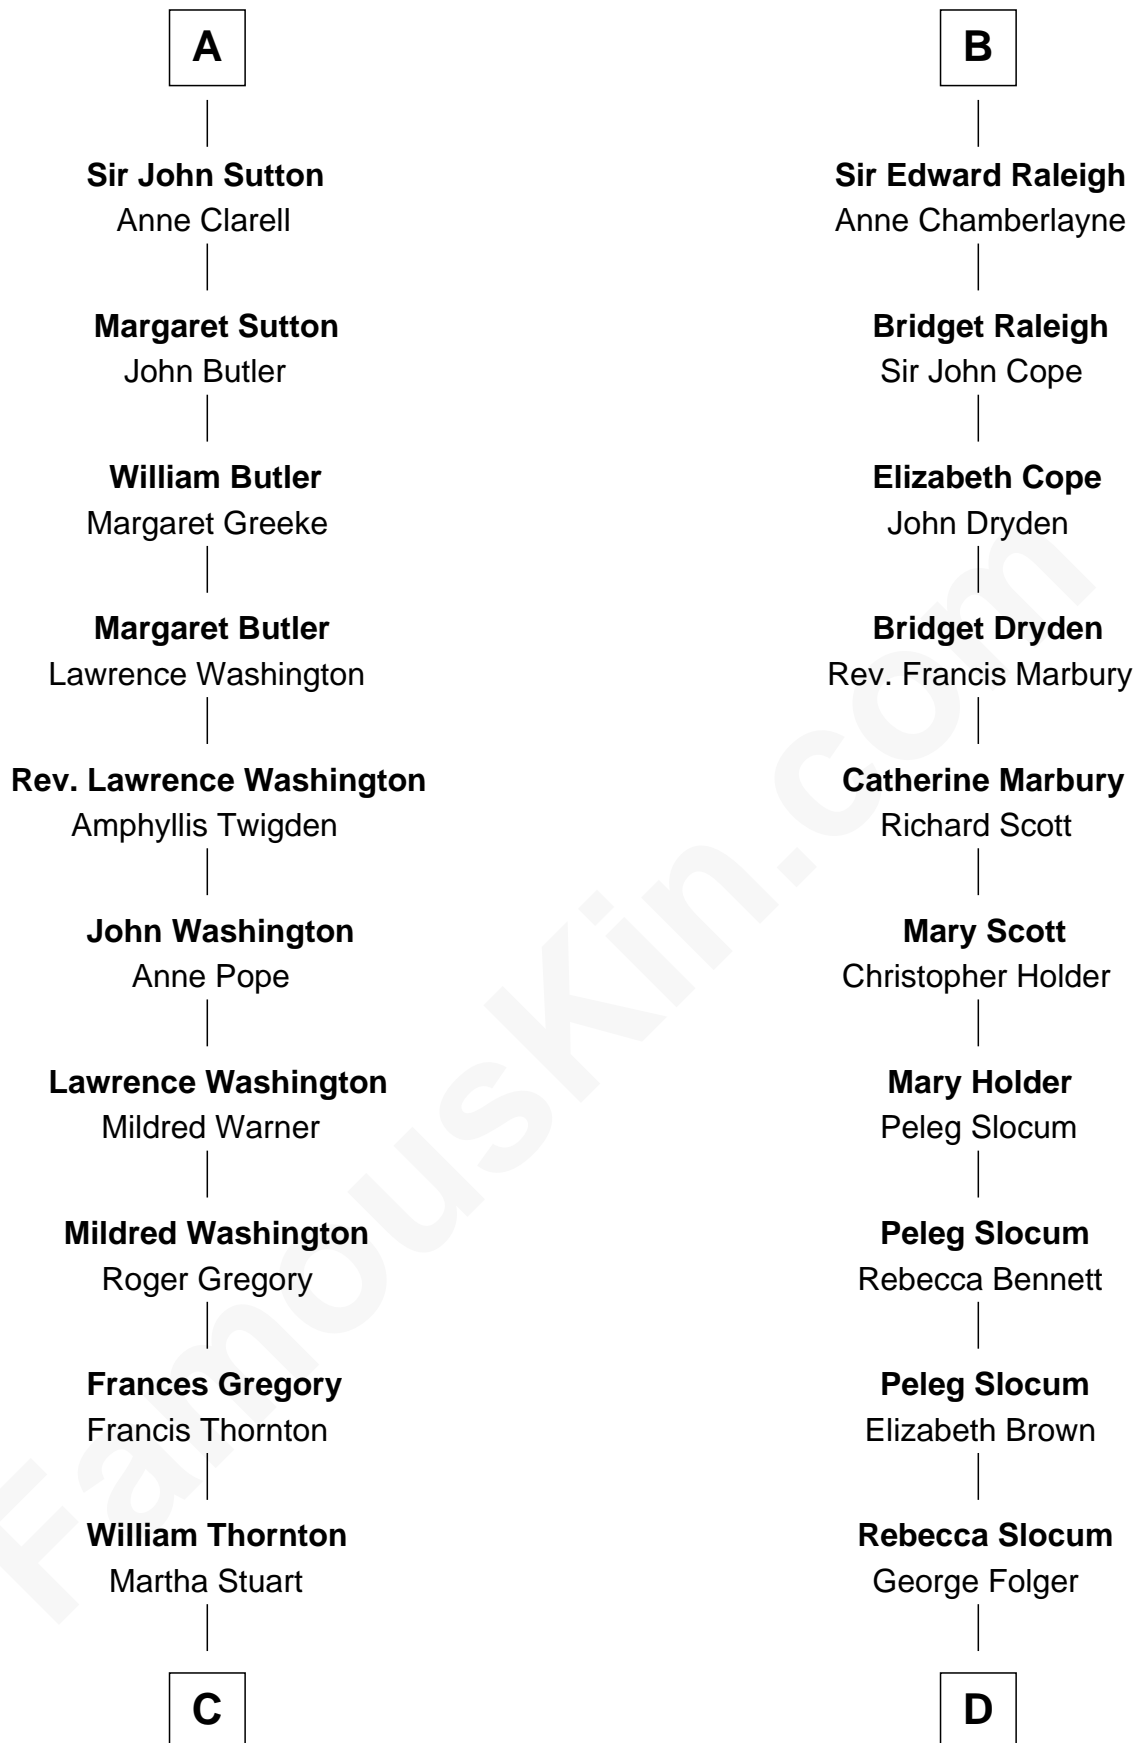 A
Sir John Sutton
Anne Clarell
Margaret Sutton
John Butler
William Butler
Margaret Greeke
Margaret Butler
Lawrence Washington
Rev. Lawrence Washington
Amphyllis Twigden
John Washington
Anne Pope
Lawrence Washington
Mildred Warner
Mildred Washington
Roger Gregory
Frances Gregory
Francis Thornton
William Thornton
Martha Stuart
C
B
Sir Edward Raleigh
Anne Chamberlayne
Bridget Raleigh
Sir John Cope
Elizabeth Cope
John Dryden
Bridget Dryden
Rev. Francis Marbury
Catherine Marbury
Richard Scott
Mary Scott
Christopher Holder
Mary Holder
Peleg Slocum
Peleg Slocum
Rebecca Bennett
Peleg Slocum
Elizabeth Brown
Rebecca Slocum
George Folger
D
FamousKin.com